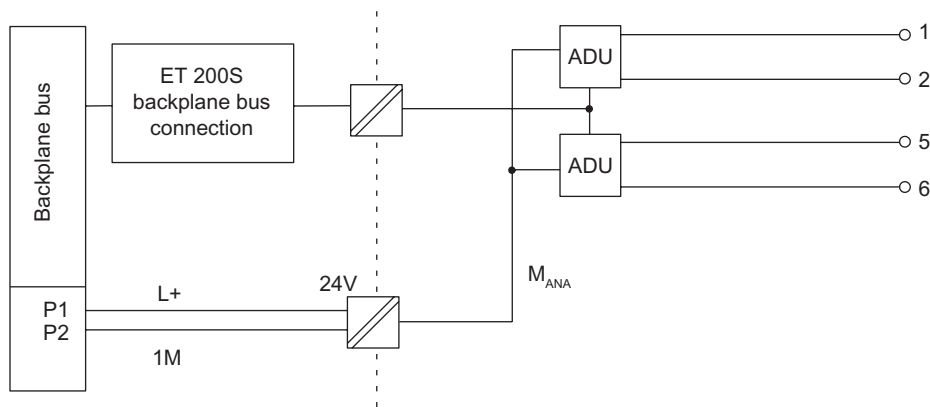 Backplane bus
ET 200S
backplane bus
connection
ADU
1
2
ADU
5
6
M_ANA
24V
L+
P1
P2
1M